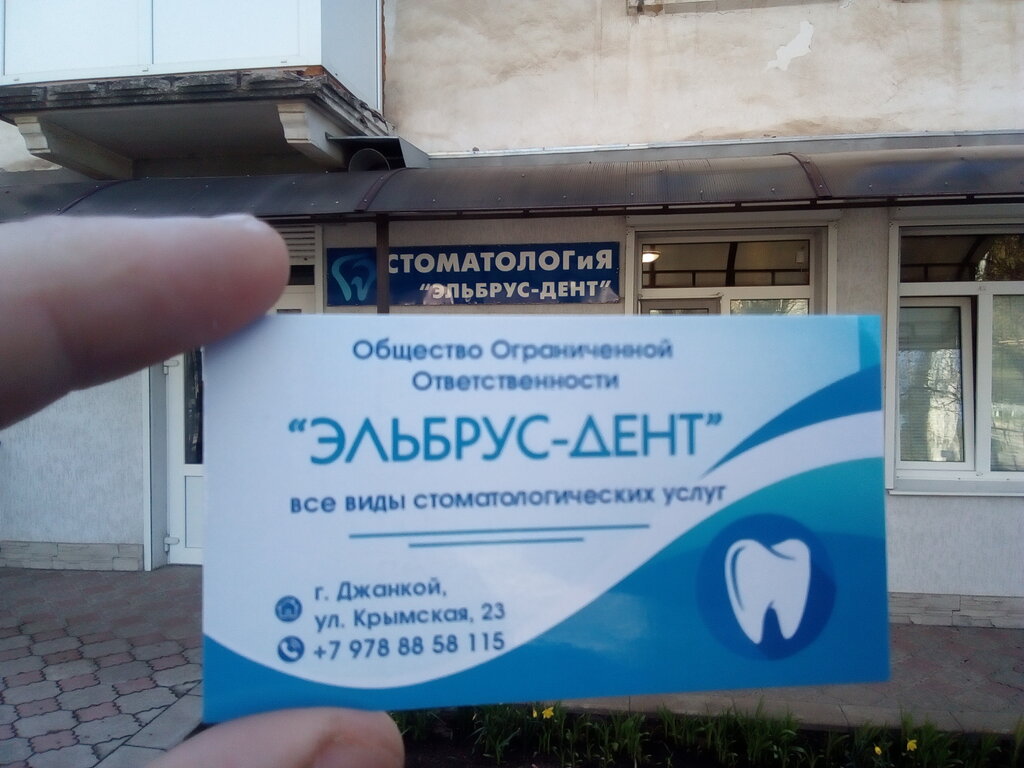 СТОМАТОЛОГиЯ
“ЭЛЬБРУС-ДЕНТ”
Общество Ограниченной
Ответственности
“ЭЛЬБРУС-ДЕНТ”
все виды стоматологических услуг
г. Джанкой,
ул. Крымская, 23
+7 978 88 58 115